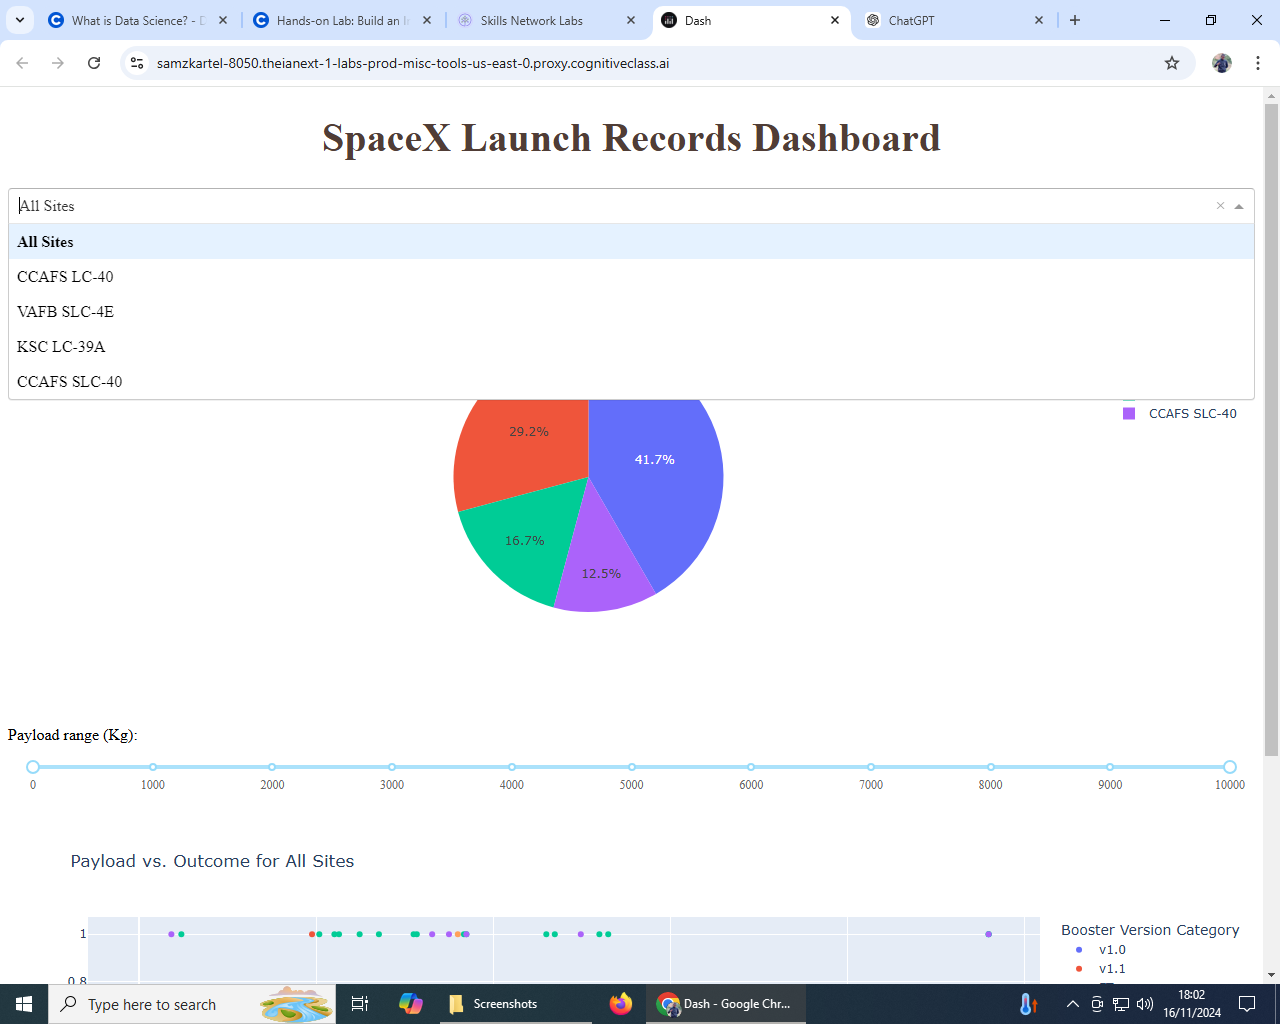 What is Data Science? - D
Hands-on Lab: Build an In
Skills Network Labs
Dash
ChatGPT
samzkartel-8050.theianext-1-labs-prod-misc-tools-us-east-0.proxy.cognitiveclass.ai
SpaceX Launch Records Dashboard
All Sites
All Sites
CCAFS LC-40
VAFB SLC-4E
KSC LC-39A
CCAFS SLC-40
CCAFS SLC-40
29.2%
41.7%
16.7%
12.5%
Payload range (Kg):
0 1000 2000 3000 4000 5000 6000 7000 8000 9000 10000
Payload vs. Outcome for All Sites
1
0.8
Booster Version Category
v1.0
v1.1
Type here to search
Screenshots
Dash - Google Chr...
18:02
16/11/2024